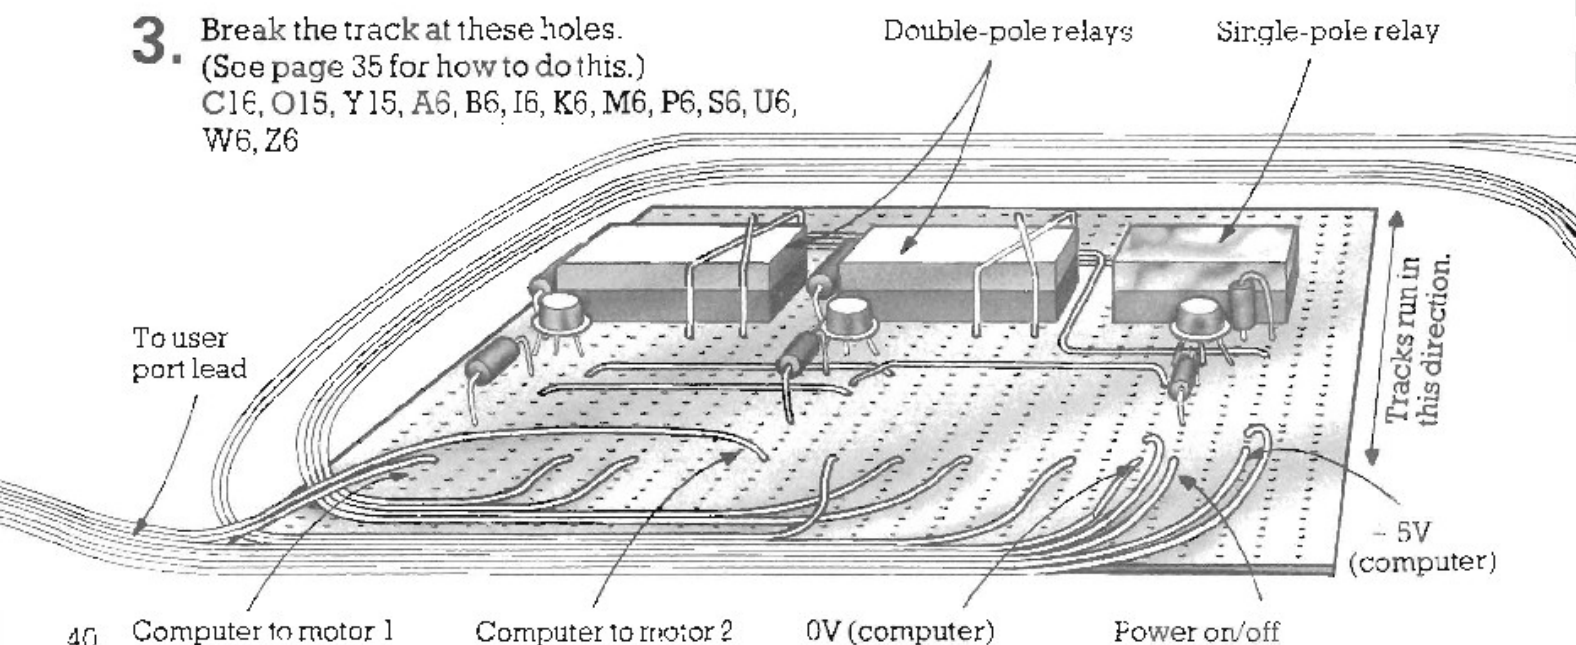 3. Break the track at these holes.
(See page 35 for how to do this.)
C16, O15, Y15, A6, B6, I6, K6, M6, P6, S6, U6,
W6, Z6
Double-pole relays
Single-pole relay
Tracks run in
this direction.
To user
port lead
- 5V
(computer)
40 Computer to motor 1
Computer to motor 2
0V (computer)
Power on/off